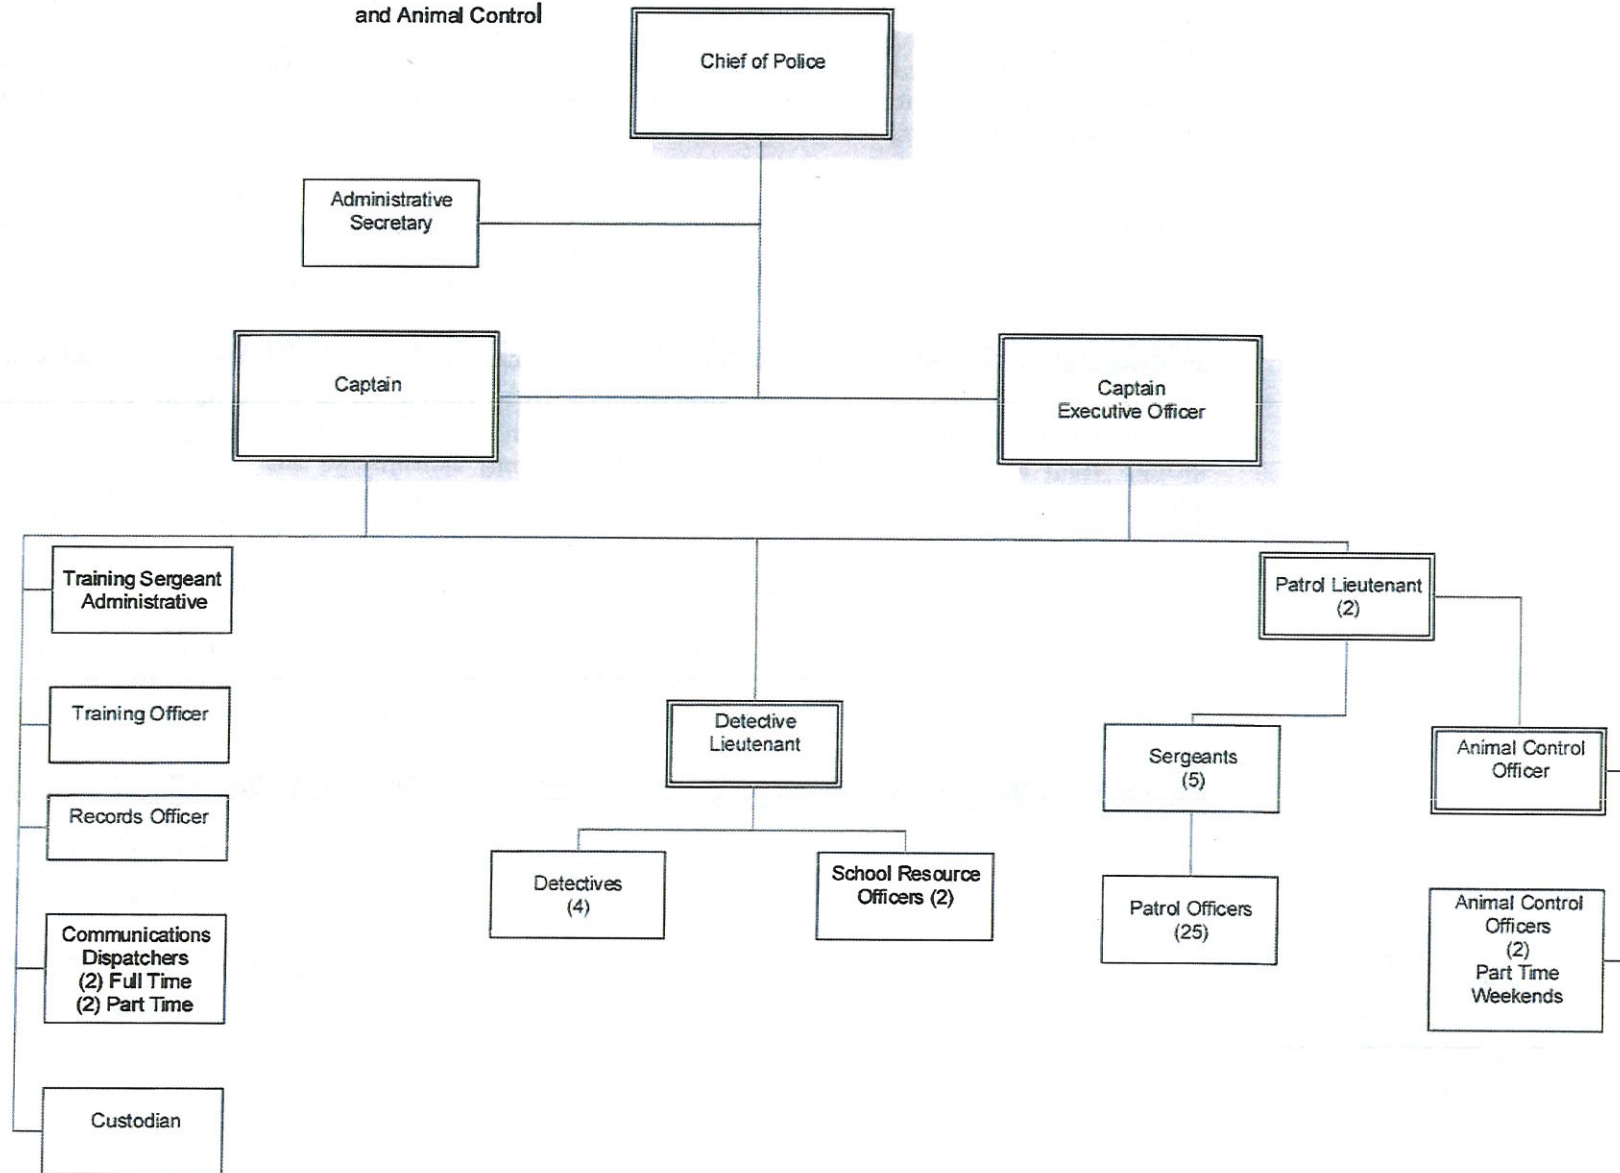 and Animal Control
Chief of Police
Administrative
Secretary
Captain
Captain
Executive Officer
Training Sergeant
Administrative
Patrol Lieutenant
(2)
Training Officer
Detective
Lieutenant
Sergeants
(5)
Animal Control
Officer
Records Officer
Detectives
(4)
School Resource
Officers (2)
Patrol Officers
(25)
Animal Control
Officers
(2)
Part Time
Weekends
Communications
Dispatchers
(2) Full Time
(2) Part Time
Custodian